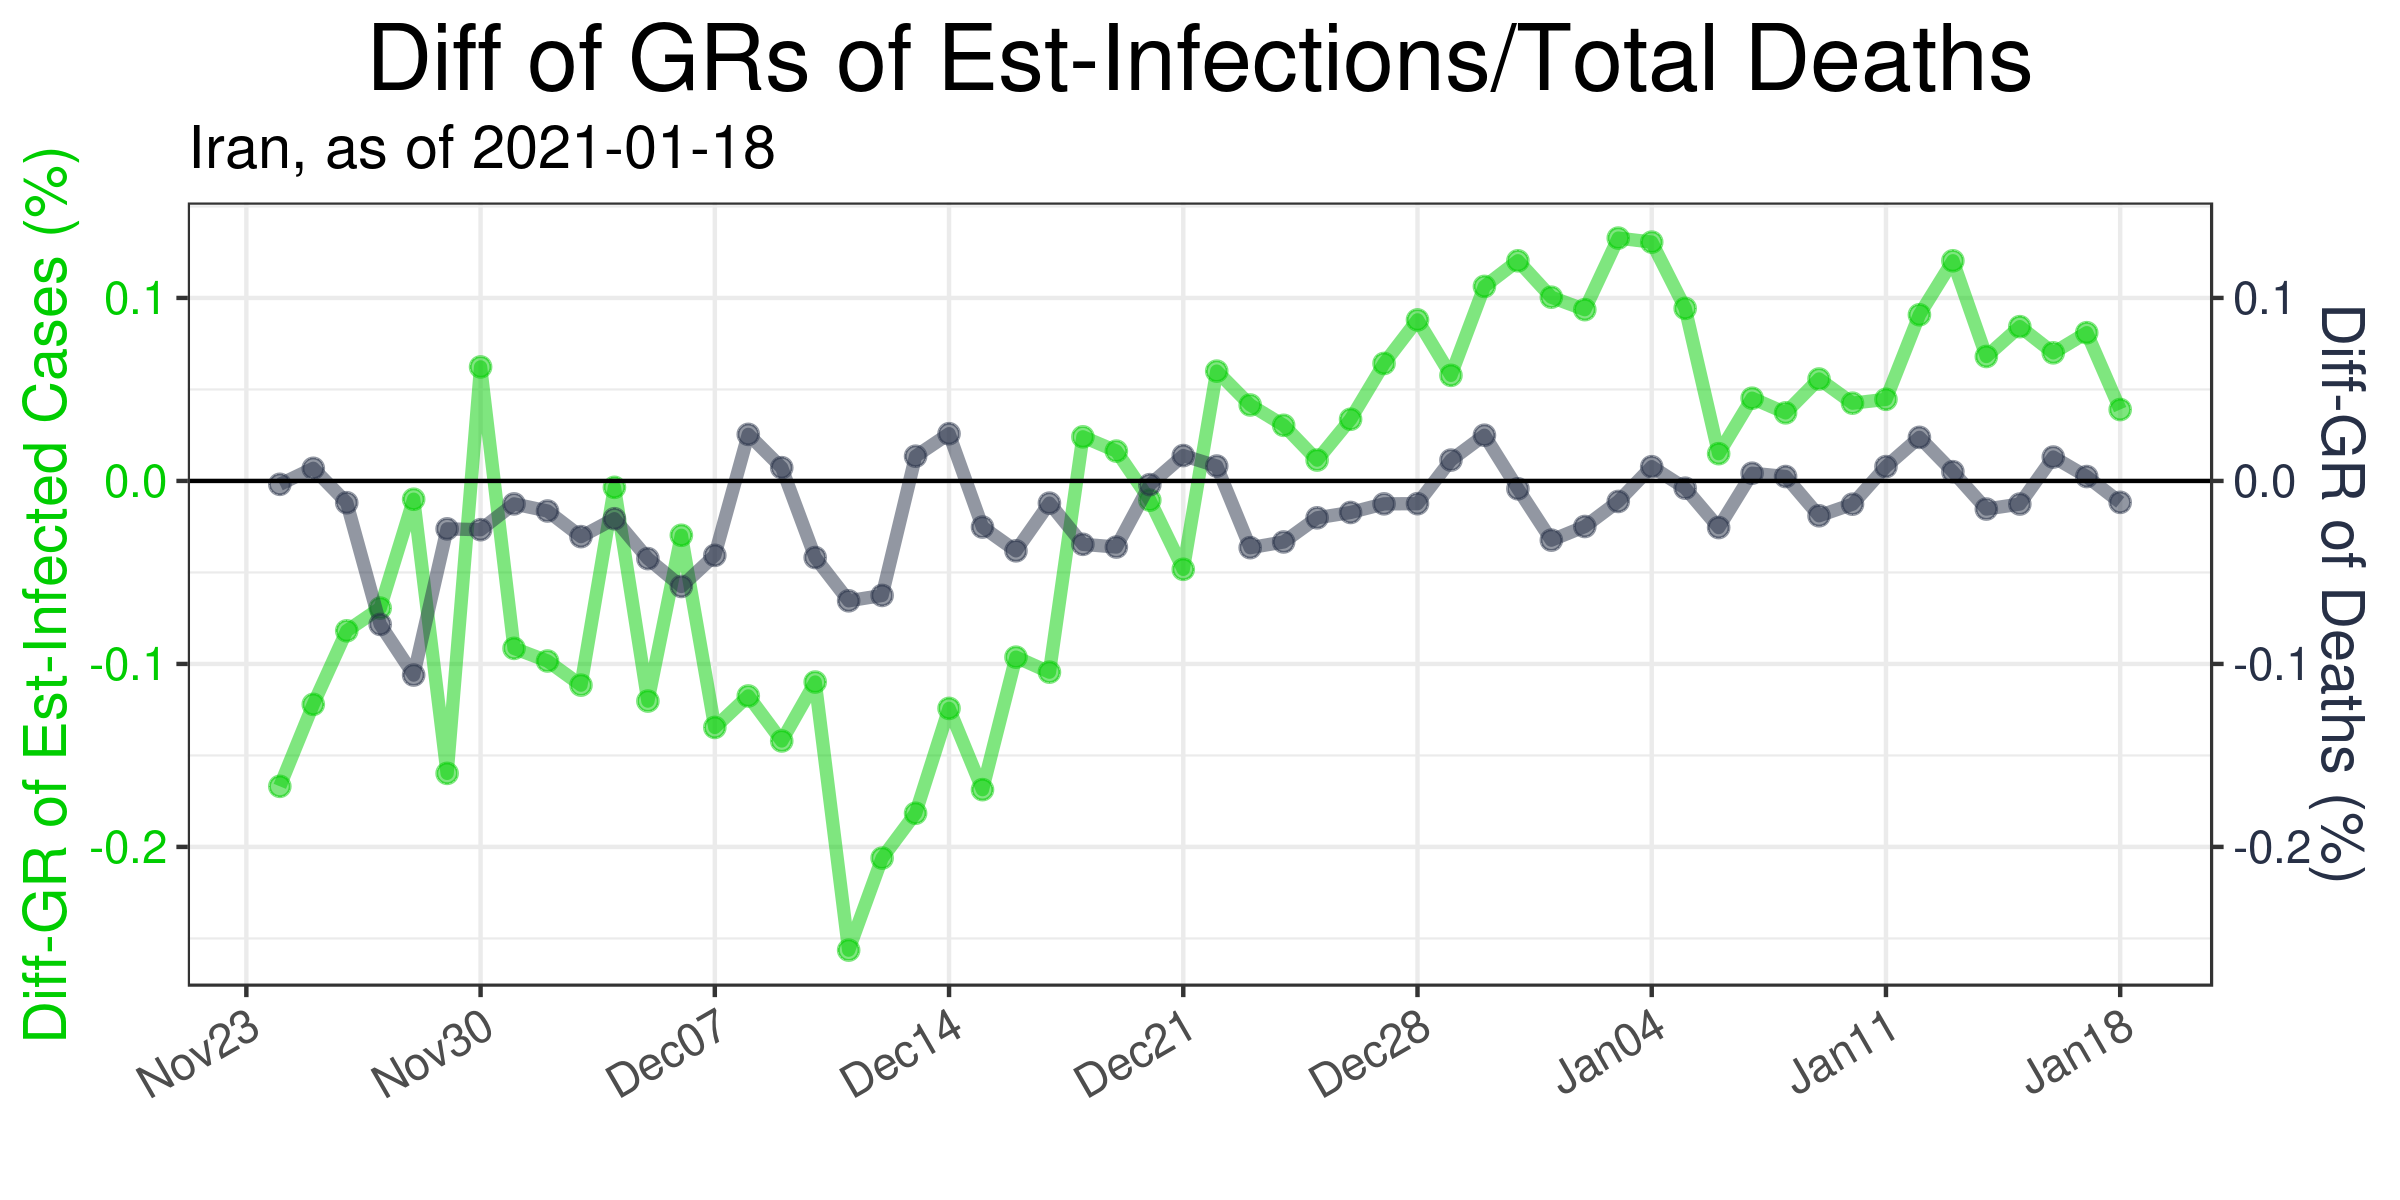 Diff of GRs of Est-Infections/Total Deaths
Iran, as of 2021-01-18
Diff-GR of Est-Infected Cases (%)
0.1
0.0
-0.1
-0.2
0.1
0.0
-0.1
-0.2
Diff-GR of Deaths (%)
Nov23
Nov30
Dec07
Dec14
Dec21
Dec28
Jan04
Jan11
Jan18